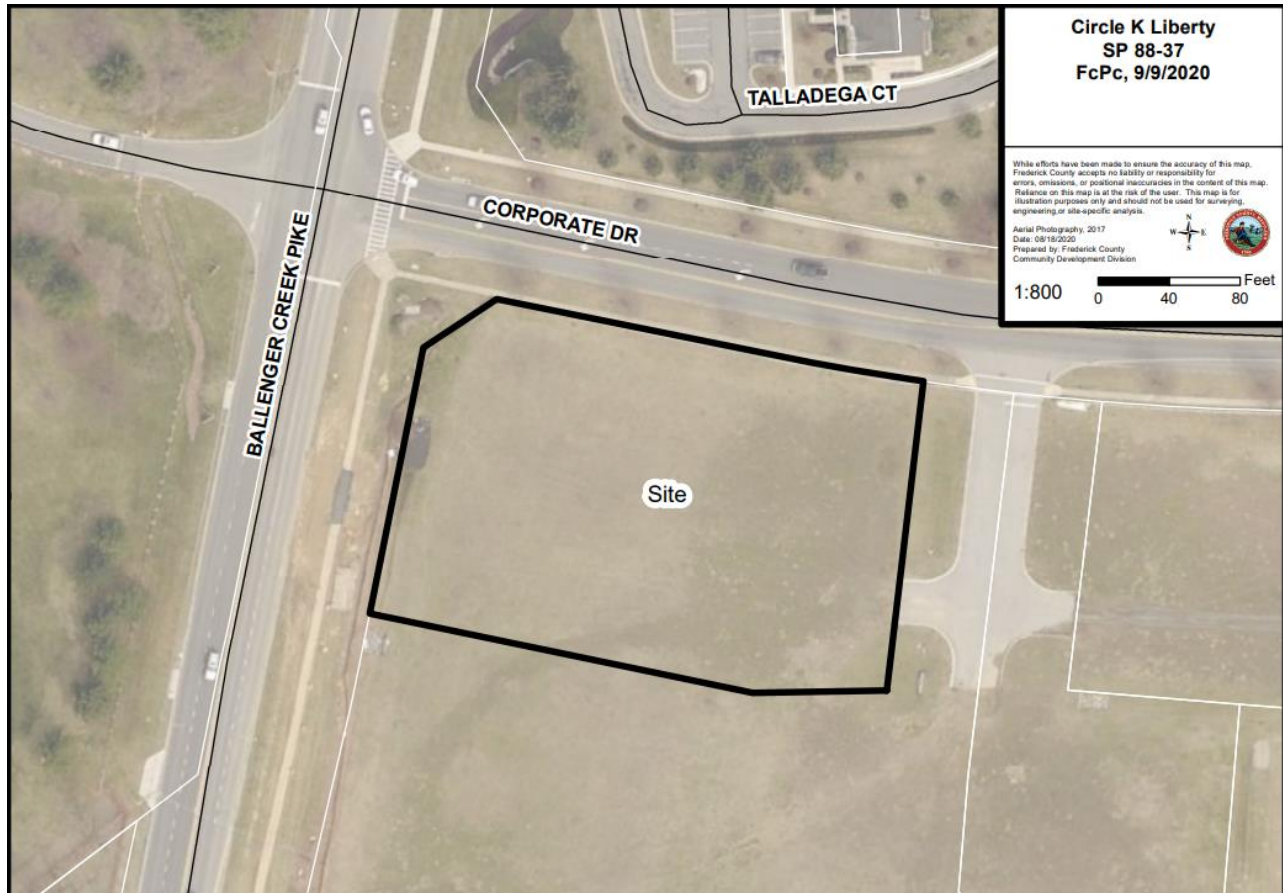 Circle K Liberty
SP 88-37
FcPc, 9/9/2020
While efforts have been made to ensure the accuracy of this map,
Frederick County accepts no liability or responsibility for
errors, omissions, or positional inaccuracies in the content of this map.
Reliance on this map is at the risk of the user. This map is for
illustration purposes only and should not be used for surveying,
engineering, or site-specific analysis.
Aerial Photography, 2017
Date: 08/18/2020
Prepared by: Frederick County
Community Development Division
N
W E
S
1:800
Feet
0 40 80
TALLADEGA CT
CORPORATE DR
BALLENGER CREEK PIKE
Site